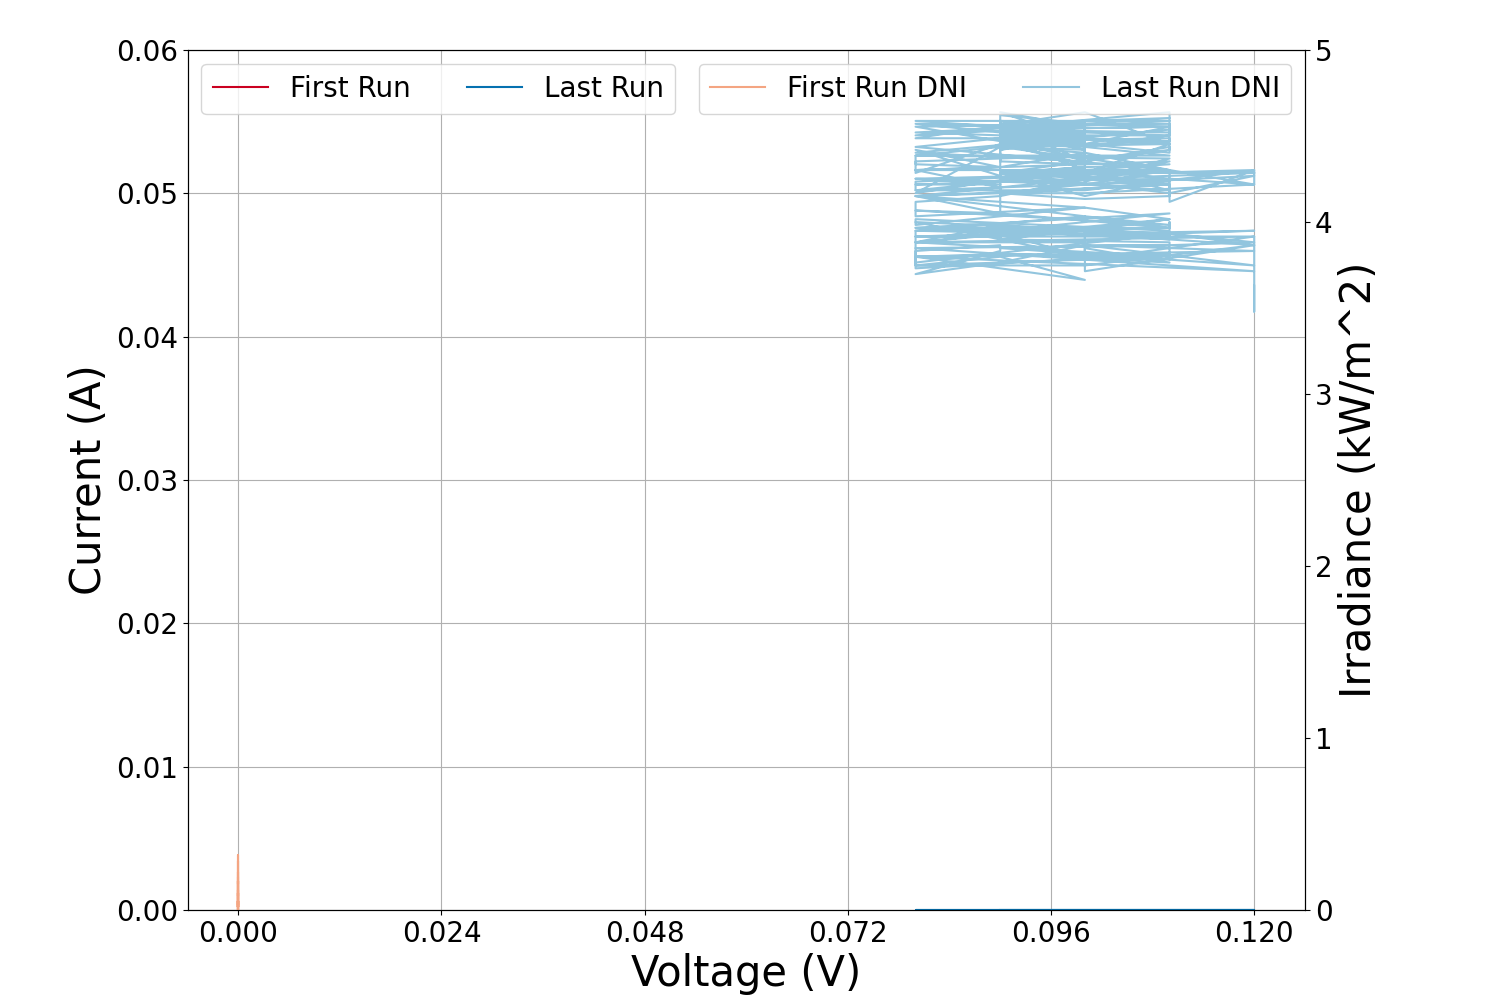 First Run
Last Run
First Run DNI
Last Run DNI
0.06
0.05
0.04
0.03
0.02
0.01
0.00
Current (A)
5
4
3
2
1
0
Irradiance (kW/m^2)
0.000 0.024 0.048 0.072 0.096 0.120
Voltage (V)